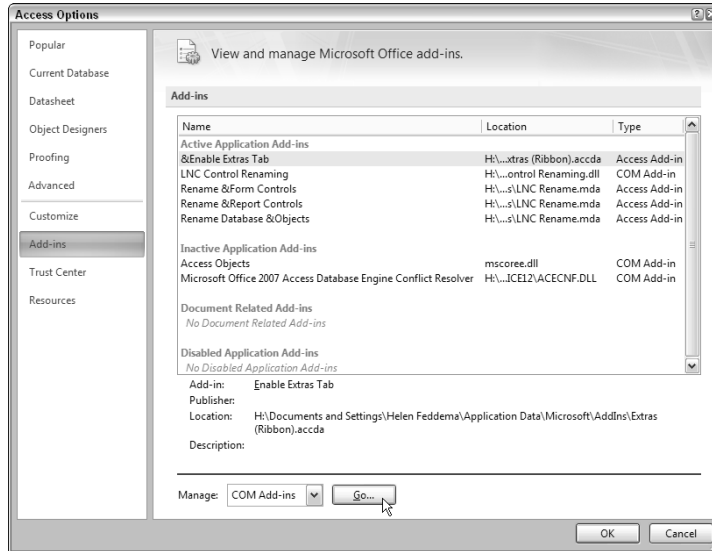 Access Options
Popular
Current Database
Datasheet
Object Designers
Proofing
Advanced
Customize
Add-ins
Trust Center
Resources
View and manage Microsoft Office add-ins.
Add-ins
Name Location Type
Active Application Add-ins
&Enable Extras Tab H:\...xtras (Ribbon).accda Access Add-in
LNC Control Renaming H:\...ontrol Renaming.dll COM Add-in
Rename &Form Controls H:\...s\LNC Rename.mda Access Add-in
Rename &Report Controls H:\...s\LNC Rename.mda Access Add-in
Rename Database &Objects H:\...s\LNC Rename.mda Access Add-in
Inactive Application Add-ins
Access Objects mscoree.dll COM Add-in
Microsoft Office 2007 Access Database Engine Conflict Resolver H:\...ICE12\ACECNF.DLL COM Add-in
Document Related Add-ins
No Document Related Add-ins
Disabled Application Add-ins
No Disabled Application Add-ins
Add-in: Enable Extras Tab
Publisher:
Location: H:\Documents and Settings\Helen Feddema\Application Data\Microsoft\AddIns\Extras
(Ribbon).accda
Description:
Manage: COM Add-ins Go...
OK Cancel